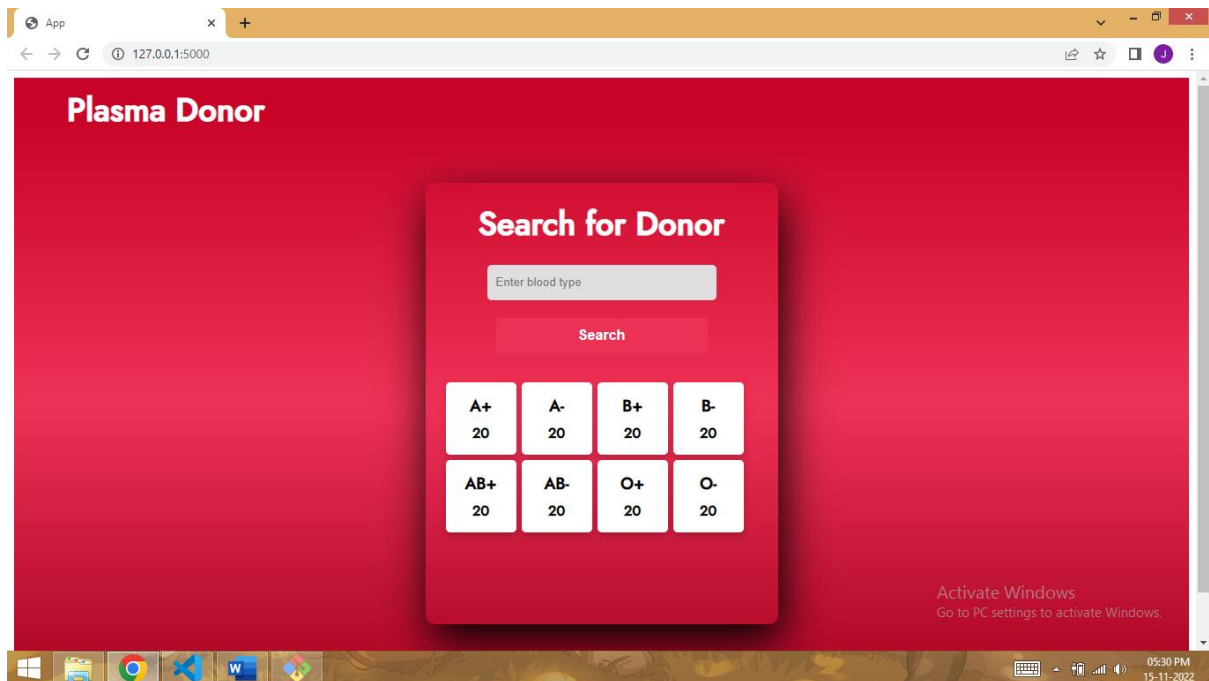 App
127.0.0.1:5000
J
Plasma Donor
Search for Donor
Enter blood type
Search
A+ A- B+ B-
20 20 20 20
AB+ AB- O+ O-
20 20 20 20
Activate Windows
Go to PC settings to activate Windows.
W
05:30 PM
15-11-2022